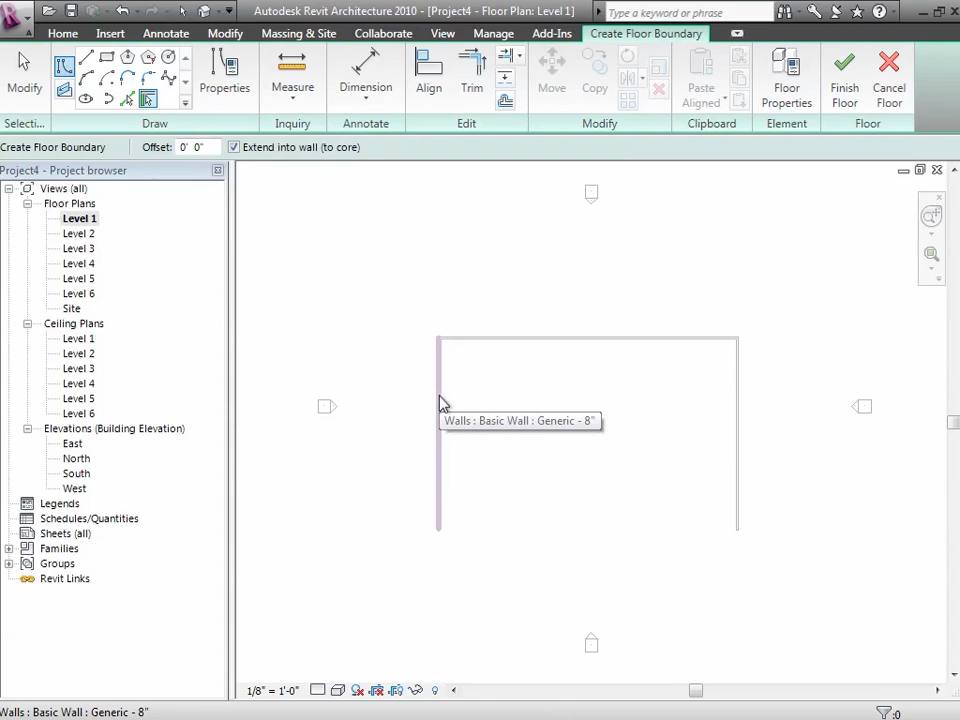 Autodesk Revit Architecture 2010 - [Project4 - Floor Plan: Level 1]
Type a keyword or phrase
Home Insert Annotate Modify Massing & Site Collaborate View Manage Add-Ins Create Floor Boundary
Modify Properties Measure Dimension Align Trim Move Copy Paste Aligned Floor Properties Finish Floor Cancel Floor
Selecti... Draw Inquiry Annotate Edit Modify Clipboard Element Floor
Create Floor Boundary Offset: 0' 0" Extend into wall (to core)
Project4 - Project browser
Views (all)
Floor Plans
Level 1
Level 2
Level 3
Level 4
Level 5
Level 6
Site
Ceiling Plans
Level 1
Level 2
Level 3
Level 4
Level 5
Level 6
Elevations (Building Elevation)
East
North
South
West
Legends
Schedules/Quantities
Sheets (all)
Families
Groups
Revit Links
Walls : Basic Wall : Generic - 8"
1/8" = 1'-0"
Walls : Basic Wall : Generic - 8"
:0